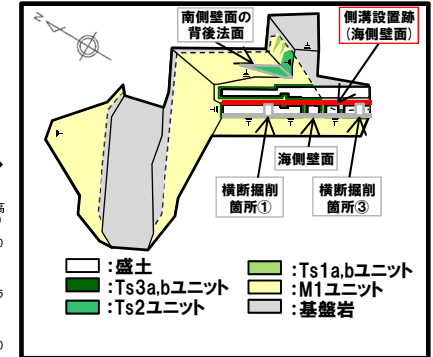 南側壁面の
背後法面
側溝設置跡
(海側壁面)
海側壁面
横断掘削
箇所①
横断掘削
箇所③
:盛土
:Ts3a,bユニット
:Ts2ユニット
:Ts1a,bユニット
:M1ユニット
:基盤岩